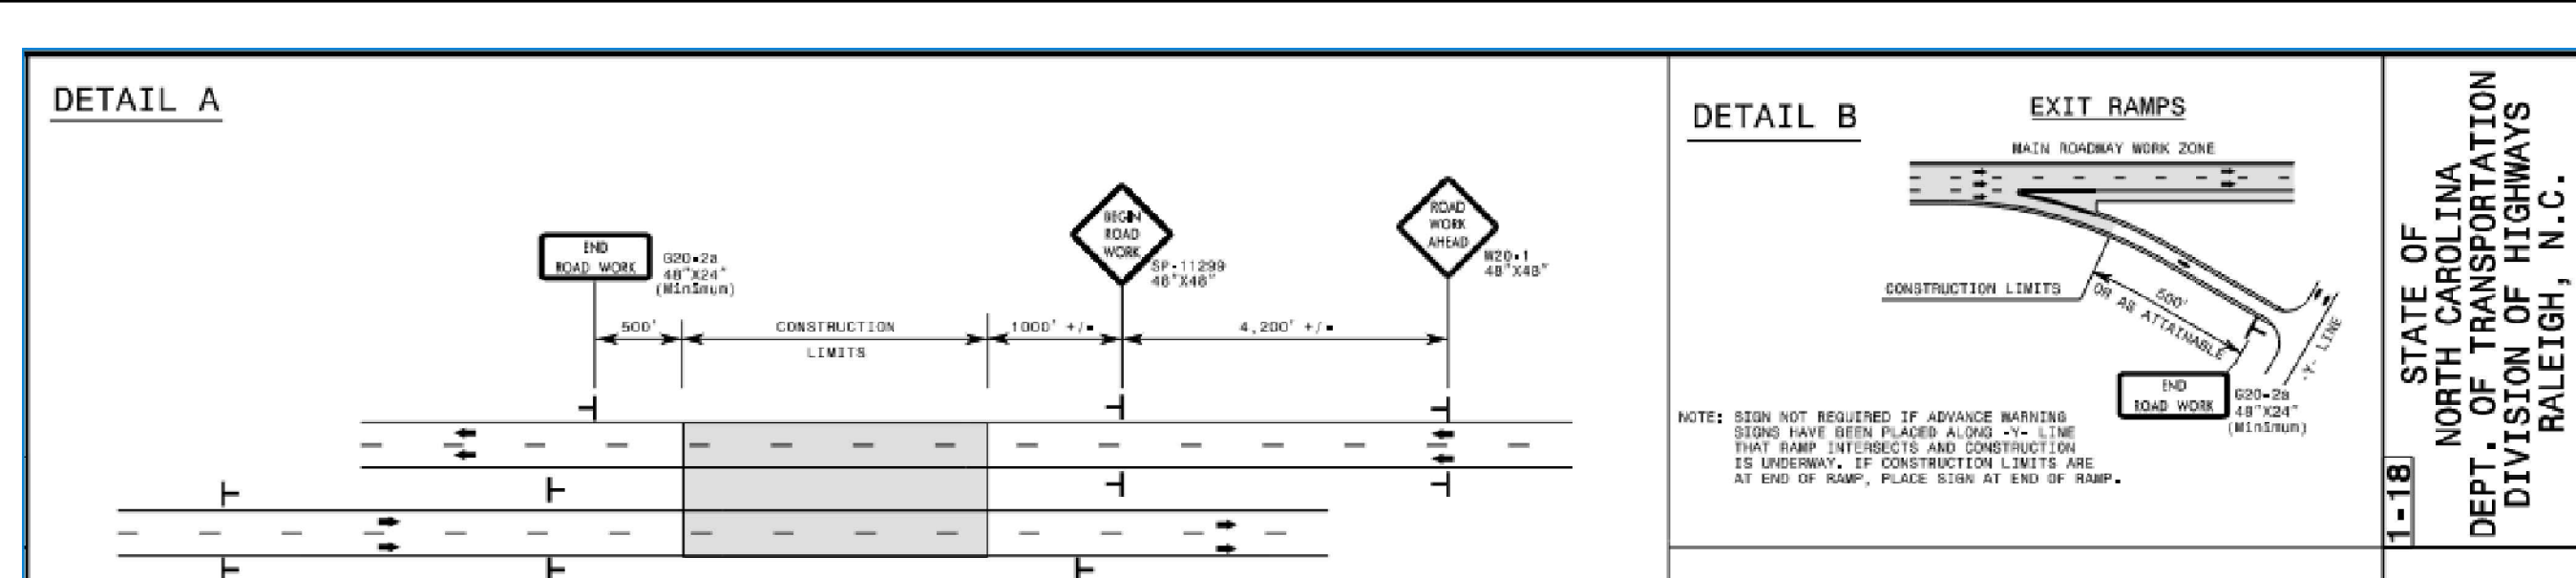 DETAIL A
END
ROAD WORK
G20-2a
48"X24"
(Minimum)
BEGIN
ROAD
WORK
SP-11299
48"X48"
ROAD
WORK
AHEAD
W20-1
48"X48"
500'
CONSTRUCTION
LIMITS
1000' +/-
4,200' +/-
DETAIL B
EXIT RAMPS
MAIN ROADWAY WORK ZONE
CONSTRUCTION LIMITS
500'
OR AS ATTAINABLE
-Y- LINE
END
ROAD WORK
G20-2a
48"X24"
(Minimum)
NOTE: SIGN NOT REQUIRED IF ADVANCE WARNING
SIGNS HAVE BEEN PLACED ALONG -Y- LINE
THAT RAMP INTERSECTS AND CONSTRUCTION
IS UNDERWAY. IF CONSTRUCTION LIMITS ARE
AT END OF RAMP, PLACE SIGN AT END OF RAMP.
STATE OF
NORTH CAROLINA
DEPT. OF TRANSPORTATION
DIVISION OF HIGHWAYS
RALEIGH, N.C.
1-18